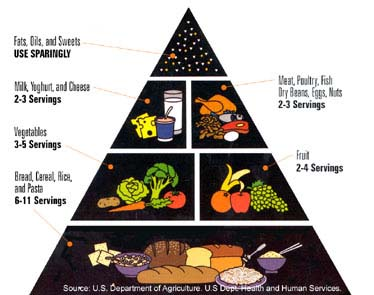 Fats, Oils, and Sweets
USE SPARINGLY
Milk, Yoghurt, and Cheese
2-3 Servings
Meat, Poultry, Fish
Dry Beans, Eggs, Nuts
2-3 Servings
Vegetables
3-5 Servings
Fruit
2-4 Servings
Bread, Cereal, Rice,
and Pasta
6-11 Servings
Source: U.S. Department of Agriculture. U.S Dept. Health and Human Services.